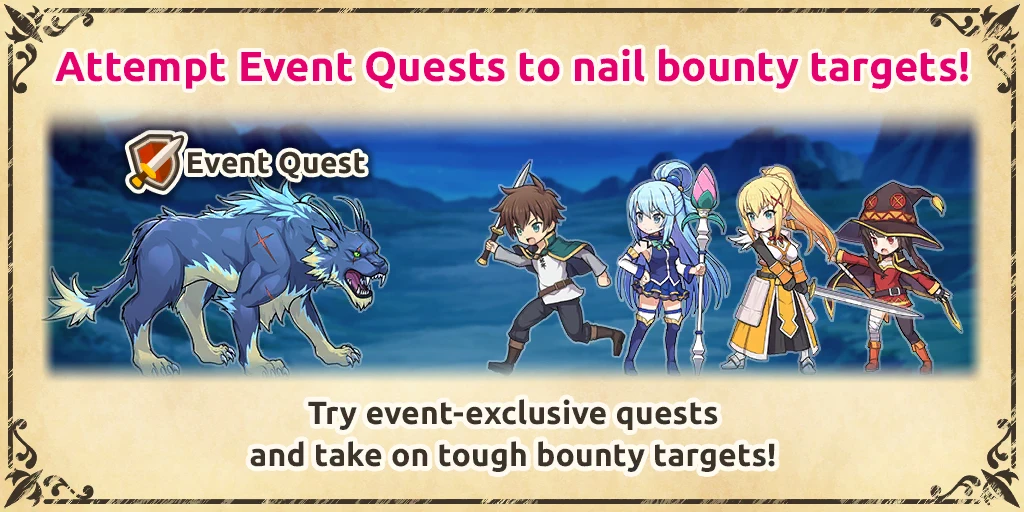 Attempt Event Quests to nail bounty targets!
Event Quest
Try event-exclusive quests
and take on tough bounty targets!